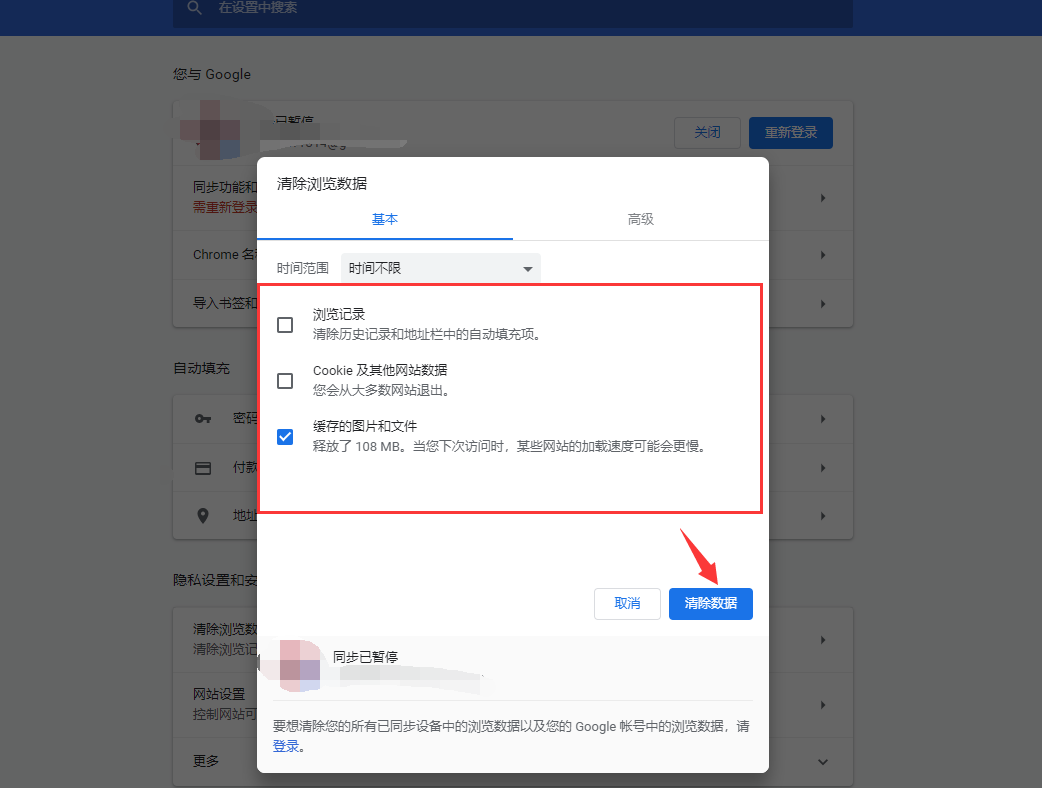 在设置中搜索
您与 Google
已暂停
关闭
重新登录
同步功能和
需重新登录
Chrome 名
导入书签和
自动填充
密码
付款
地址
隐私设置和安
清除浏览数
清除浏览记
网站设置
控制网站可
更多
清除浏览数据
基本
高级
时间范围
时间不限
浏览记录
清除历史记录和地址栏中的自动填充项。
Cookie 及其他网站数据
您会从大多数网站退出。
缓存的图片和文件
释放了 108 MB。当您下次访问时，某些网站的加载速度可能会更慢。
取消
清除数据
同步已暂停
要想清除您的所有已同步设备中的浏览数据以及您的 Google 帐号中的浏览数据，请
登录。